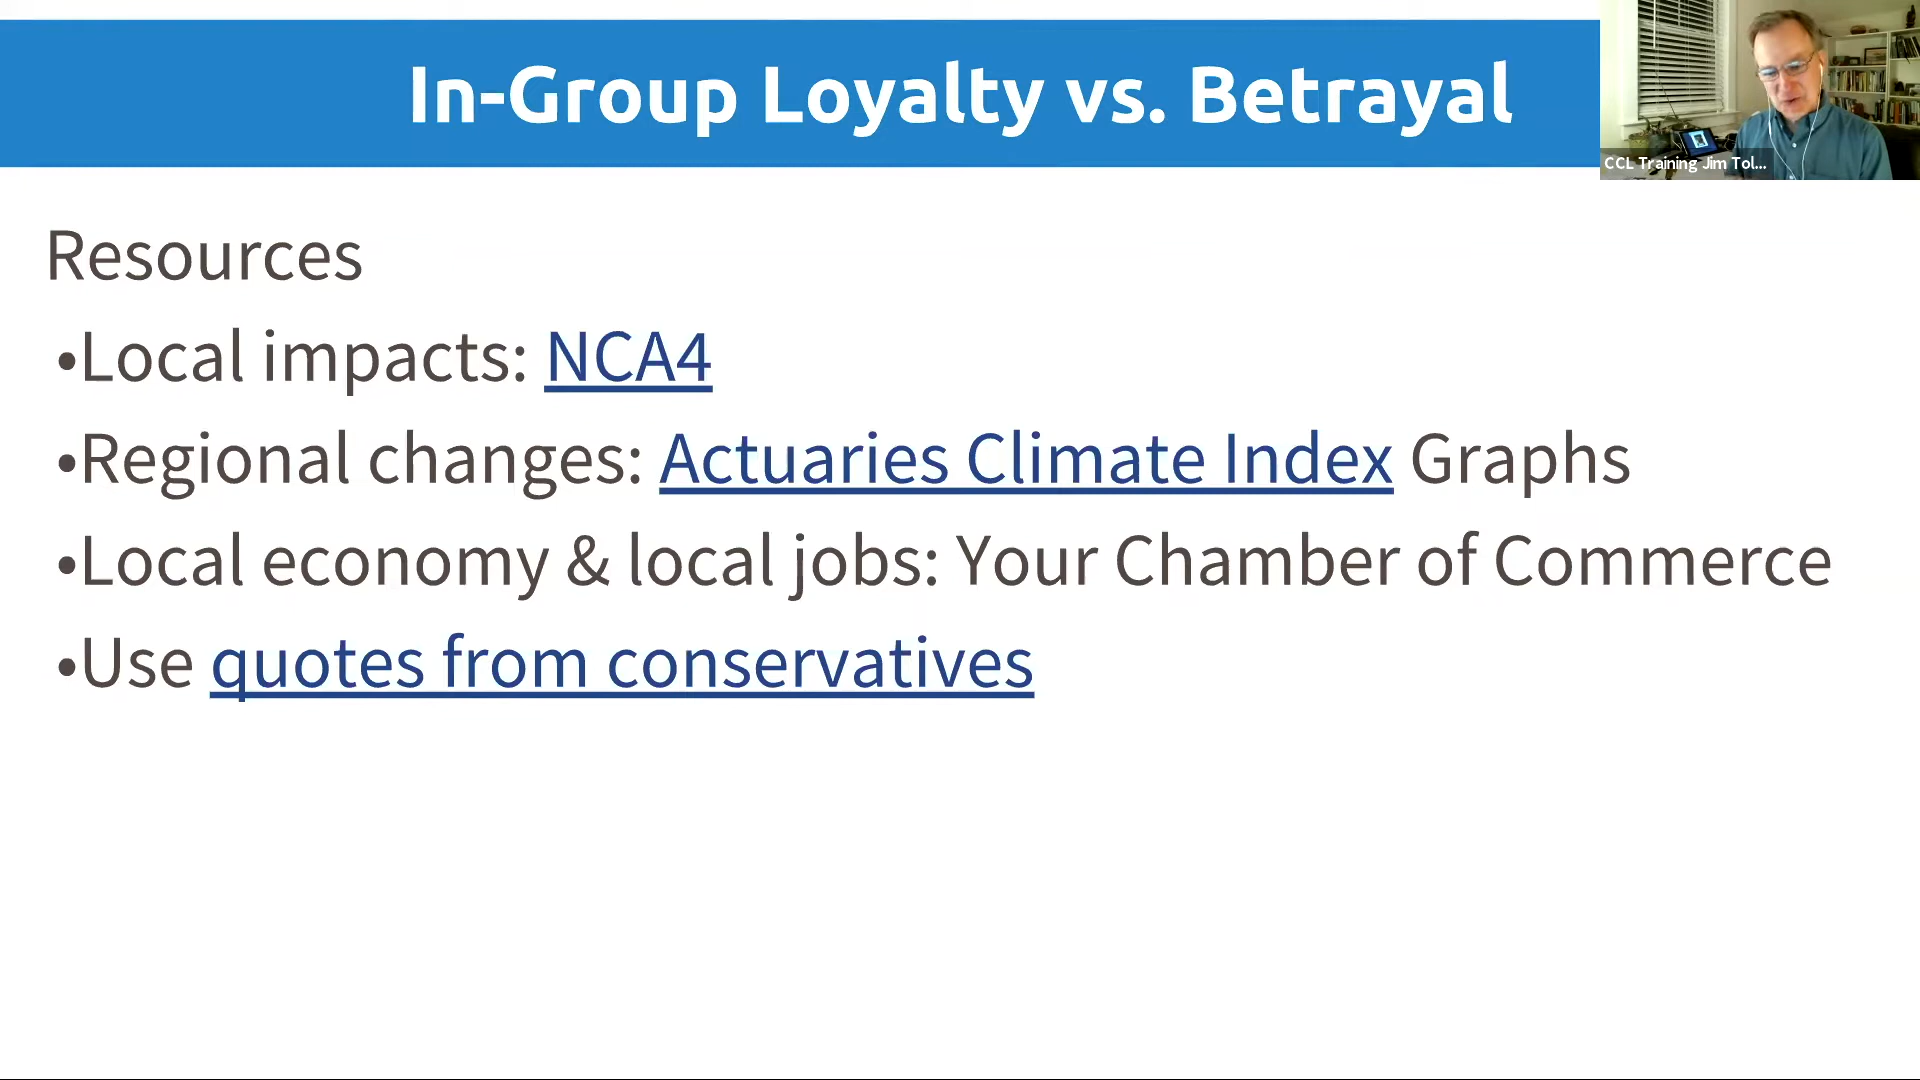 In-Group Loyalty vs. Betrayal
CCL Training Jim Tol...
Resources
•Local impacts: NCA4
•Regional changes: Actuaries Climate Index Graphs
•Local economy & local jobs: Your Chamber of Commerce
•Use quotes from conservatives